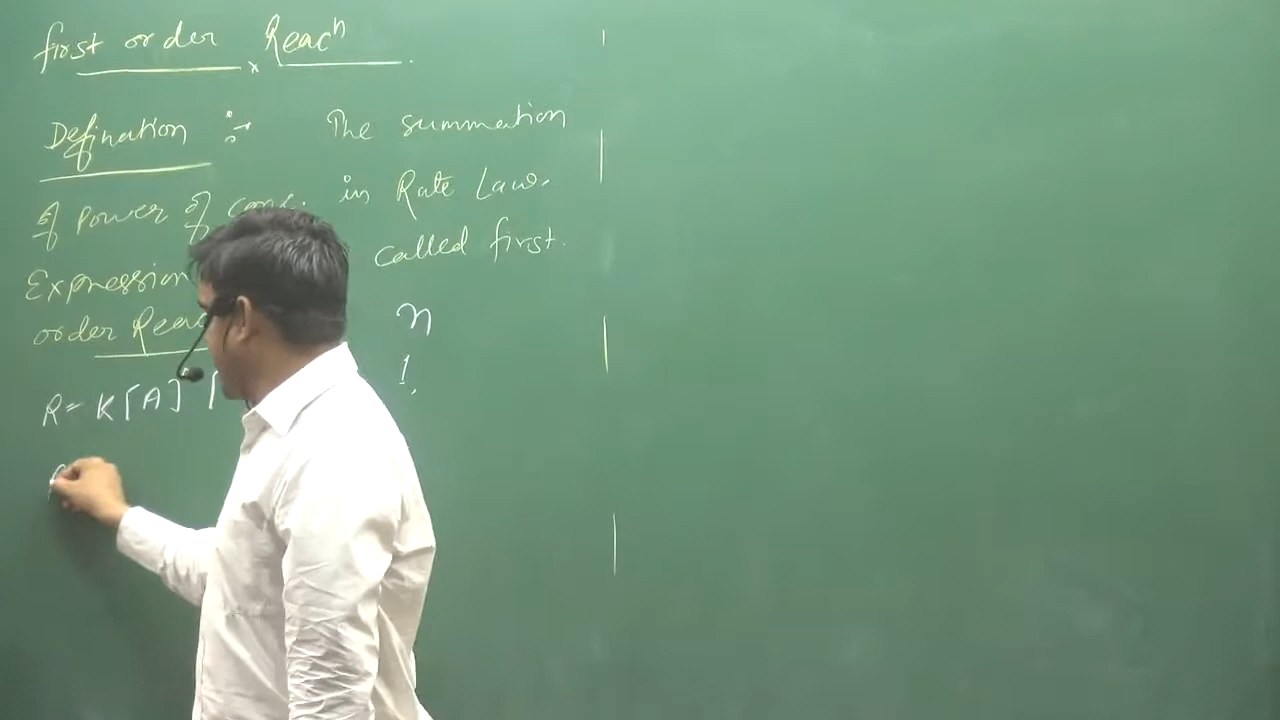 first order Reacⁿ
Defination :- The summation
of Power of conc. in Rate Law.
Expression called first.
order Reac
n
1.
R = K[A] [